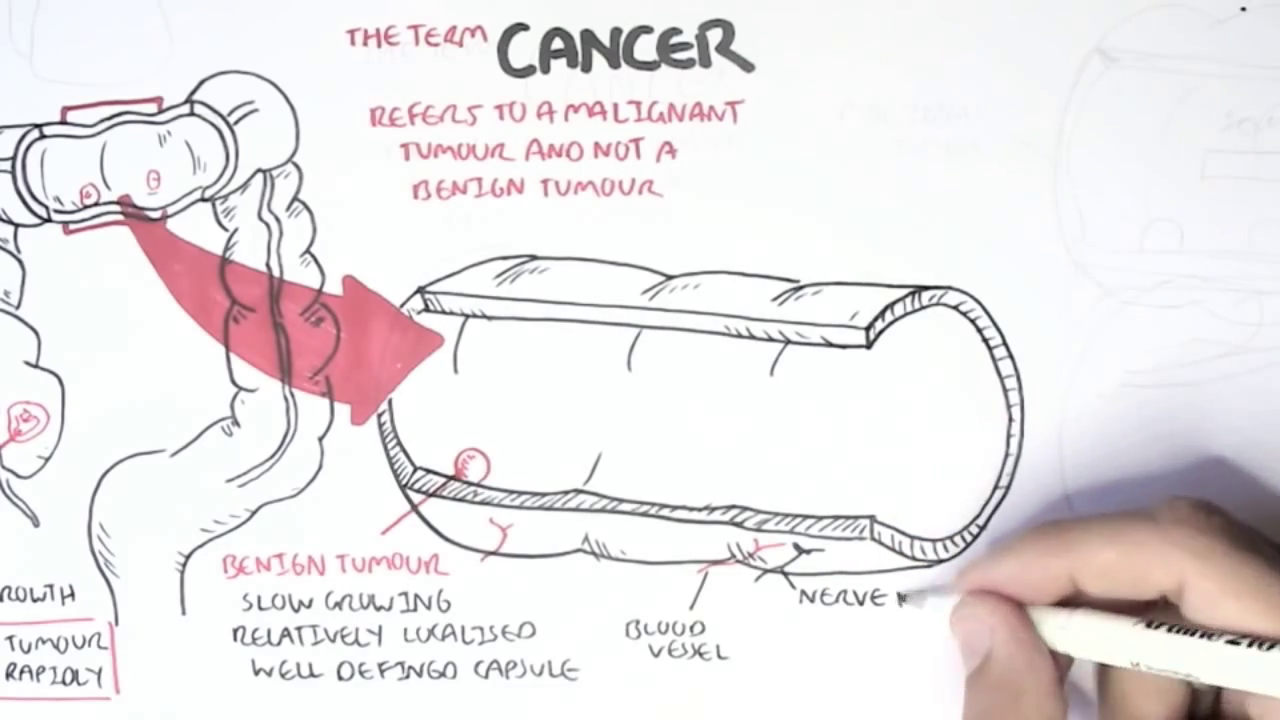 THE TERM CANCER
REFERS TO A MALIGNANT
TUMOUR AND NOT A
BENIGN TUMOUR
BENIGN TUMOUR
SLOW GROWING
RELATIVELY LOCALISED
WELL DEFINED CAPSULE
BLOOD
VESSEL
NERVE
ROWTH
TUMOUR
RAPIDLY